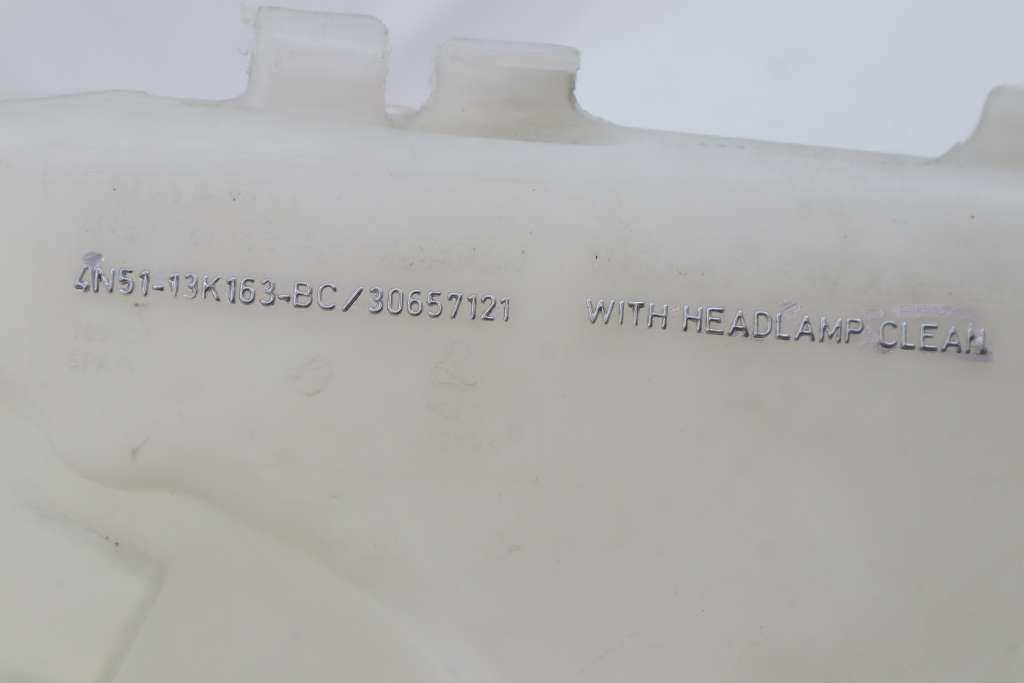 4N51-13K163-BC/30657121 WITH HEADLAMP CLEAN